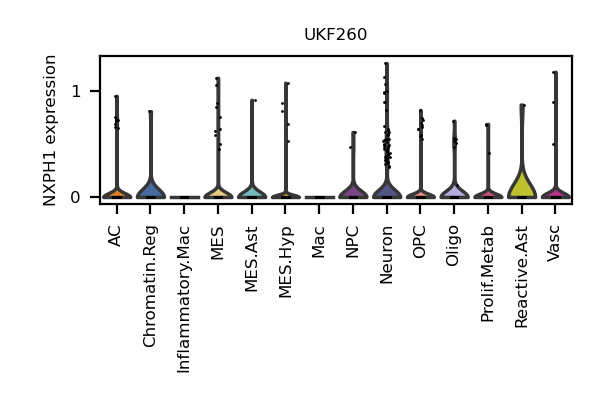 UKF260
NXPH1 expression
1
0
AC
Chromatin.Reg
Inflammatory.Mac
MES
MES.Ast
MES.Hyp
Mac
NPC
Neuron
OPC
Oligo
Prolif.Metab
Reactive.Ast
Vasc